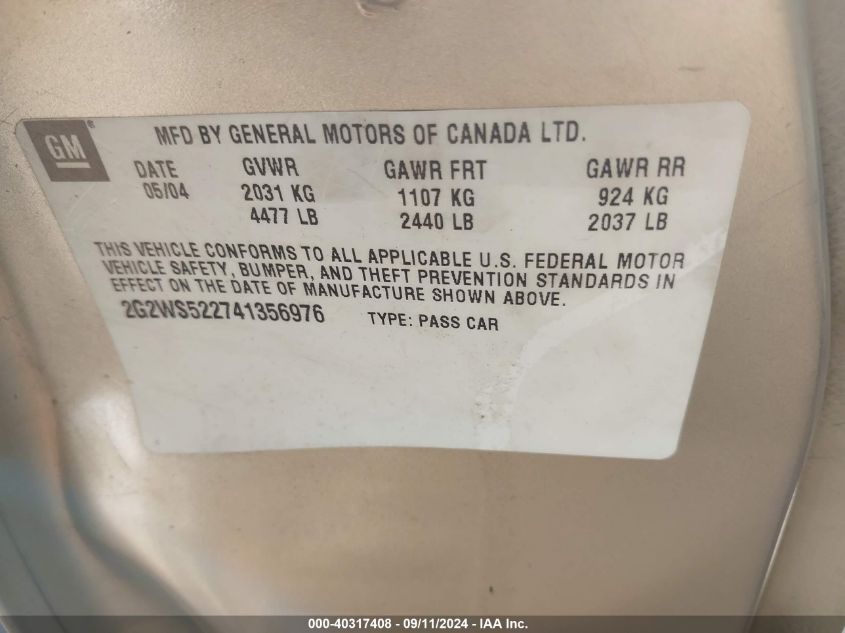 GM®
MFD BY GENERAL MOTORS OF CANADA LTD.
DATE GVWR GAWR FRT GAWR RR
05/04 2031 KG 1107 KG 924 KG
4477 LB 2440 LB 2037 LB
THIS VEHICLE CONFORMS TO ALL APPLICABLE U.S. FEDERAL MOTOR
VEHICLE SAFETY, BUMPER, AND THEFT PREVENTION STANDARDS IN
EFFECT ON THE DATE OF MANUFACTURE SHOWN ABOVE.
2G2WS522741356976 TYPE: PASS CAR
000-40317408 - 09/11/2024 - IAA Inc.